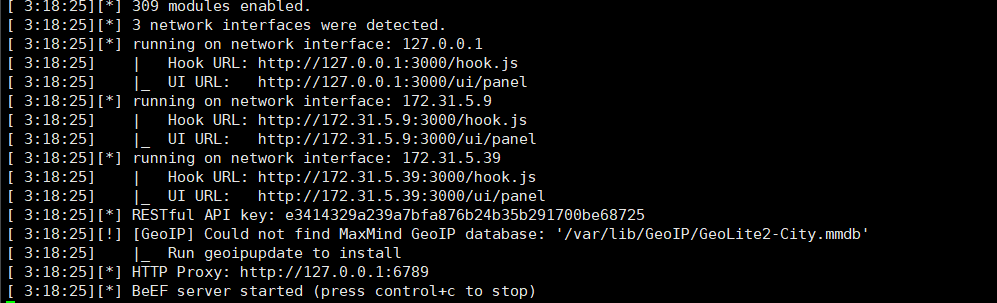 [ 3:18:25][*] 309 modules enabled.
[ 3:18:25][*] 3 network interfaces were detected.
[ 3:18:25][*] running on network interface: 127.0.0.1
[ 3:18:25]    |   Hook URL: http://127.0.0.1:3000/hook.js
[ 3:18:25]    |_  UI URL:   http://127.0.0.1:3000/ui/panel
[ 3:18:25][*] running on network interface: 172.31.5.9
[ 3:18:25]    |   Hook URL: http://172.31.5.9:3000/hook.js
[ 3:18:25]    |_  UI URL:   http://172.31.5.9:3000/ui/panel
[ 3:18:25][*] running on network interface: 172.31.5.39
[ 3:18:25]    |   Hook URL: http://172.31.5.39:3000/hook.js
[ 3:18:25]    |_  UI URL:   http://172.31.5.39:3000/ui/panel
[ 3:18:25][*] RESTful API key: e3414329a239a7bfa876b24b35b291700be68725
[ 3:18:25][!] [GeoIP] Could not find MaxMind GeoIP database: '/var/lib/GeoIP/GeoLite2-City.mmdb'
[ 3:18:25]    |_  Run geoipupdate to install
[ 3:18:25][*] HTTP Proxy: http://127.0.0.1:6789
[ 3:18:25][*] BeEF server started (press control+c to stop)